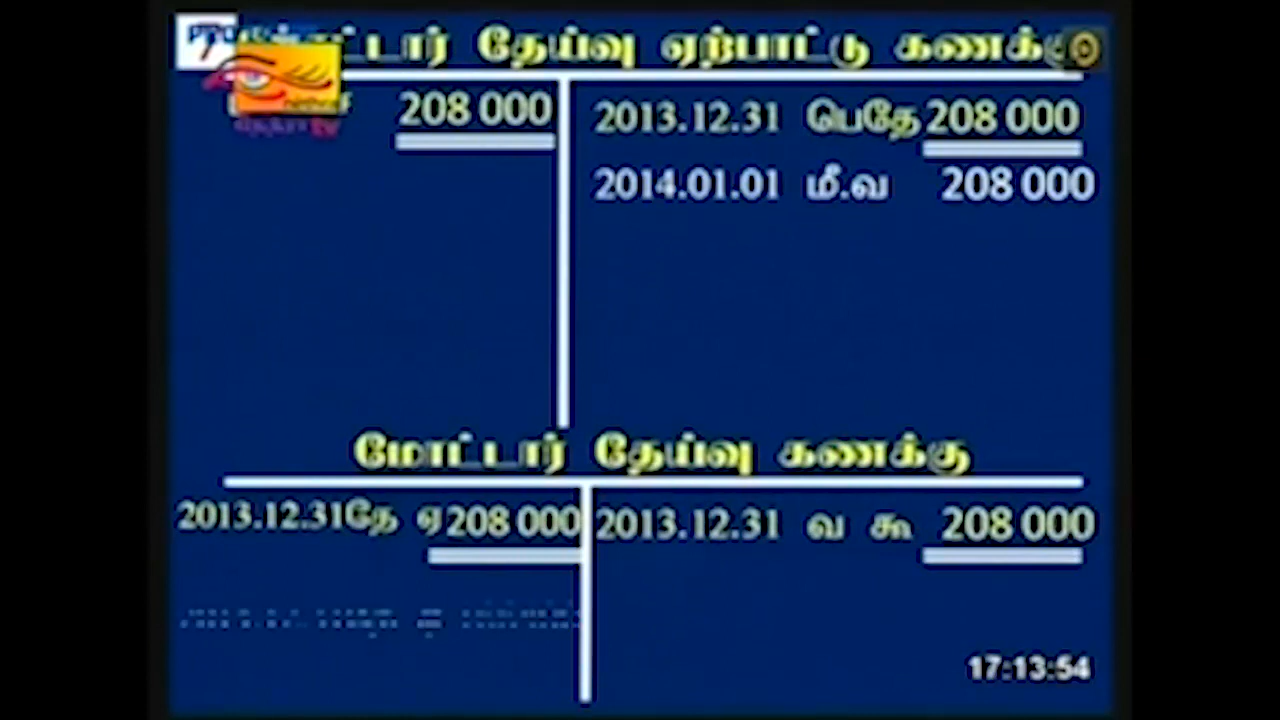 தேய்வு ஏற்பாட்டு கணக்கு
208 000 2013.12.31 பெதே 208 000
2014.01.01 மீ.வ 208 000
மோட்டார் தேய்வு கணக்கு
2013.12.31தே ஏ 208 000 2013.12.31 வ கூ 208 000
17:13:54